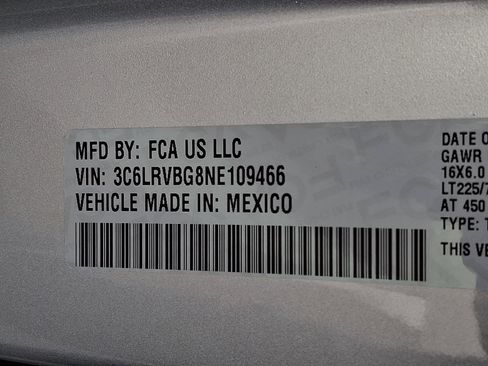 MFD BY: FCA US LLC
VIN: 3C6LRVBG8NE109466
VEHICLE MADE IN: MEXICO
DATE O
GAWR
16X6.0
LT225/7
AT 450
TYPE: T
THIS VE